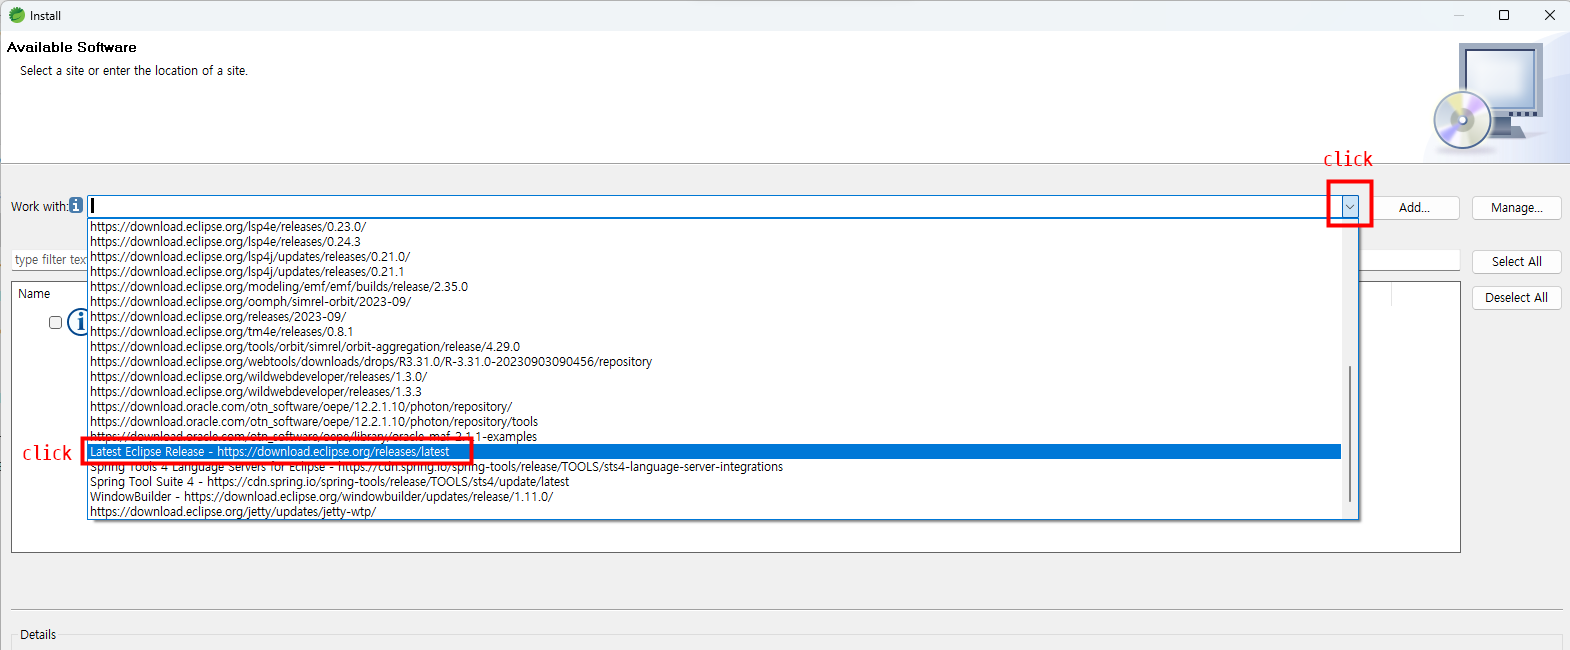 Install
Available Software
Select a site or enter the location of a site.
click
Work with:
Add...
Manage...
https://download.eclipse.org/lsp4e/releases/0.23.0/
https://download.eclipse.org/lsp4e/releases/0.24.3
https://download.eclipse.org/lsp4j/updates/releases/0.21.0/
type filter tex
Select All
https://download.eclipse.org/lsp4j/updates/releases/0.21.1
https://download.eclipse.org/modeling/emf/emf/builds/release/2.35.0
Name
Deselect All
https://download.eclipse.org/oomph/simrel-orbit/2023-09/
https://download.eclipse.org/releases/2023-09/
https://download.eclipse.org/tm4e/releases/0.8.1
https://download.eclipse.org/tools/orbit/simrel/orbit-aggregation/release/4.29.0
https://download.eclipse.org/webtools/downloads/drops/R3.31.0/R-3.31.0-20230903090456/repository
https://download.eclipse.org/wildwebdeveloper/releases/1.3.0/
https://download.eclipse.org/wildwebdeveloper/releases/1.3.3
https://download.oracle.com/otn_software/oepe/12.2.1.10/photon/repository/
https://download.oracle.com/otn_software/oepe/12.2.1.10/photon/repository/tools
https://download.oracle.com/otn_software/oepe/library/oracle-maf-2.1.1-examples
click
Latest Eclipse Release - https://download.eclipse.org/releases/latest
Spring Tools 4 Language Servers for Eclipse - https://cdn.spring.io/spring-tools/release/TOOLS/sts4-language-server-integrations
Spring Tool Suite 4 - https://cdn.spring.io/spring-tools/release/TOOLS/sts4/update/latest
WindowBuilder - https://download.eclipse.org/windowbuilder/updates/release/1.11.0/
https://download.eclipse.org/jetty/updates/jetty-wtp/
Details